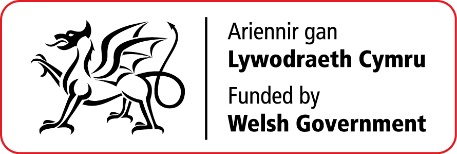 Ariennir gan
Lywodraeth Cymru
Funded by
Welsh Government